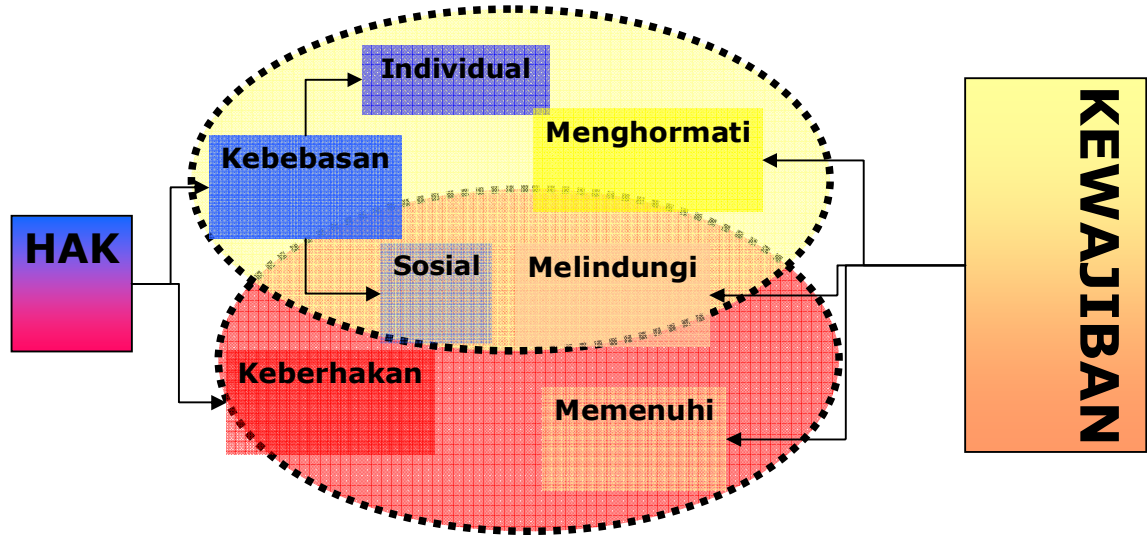 Individual
Menghormati
Kebebasan
HAK
Sosial
Melindungi
Keberhakan
Memenuhi
KEWAJIBAN